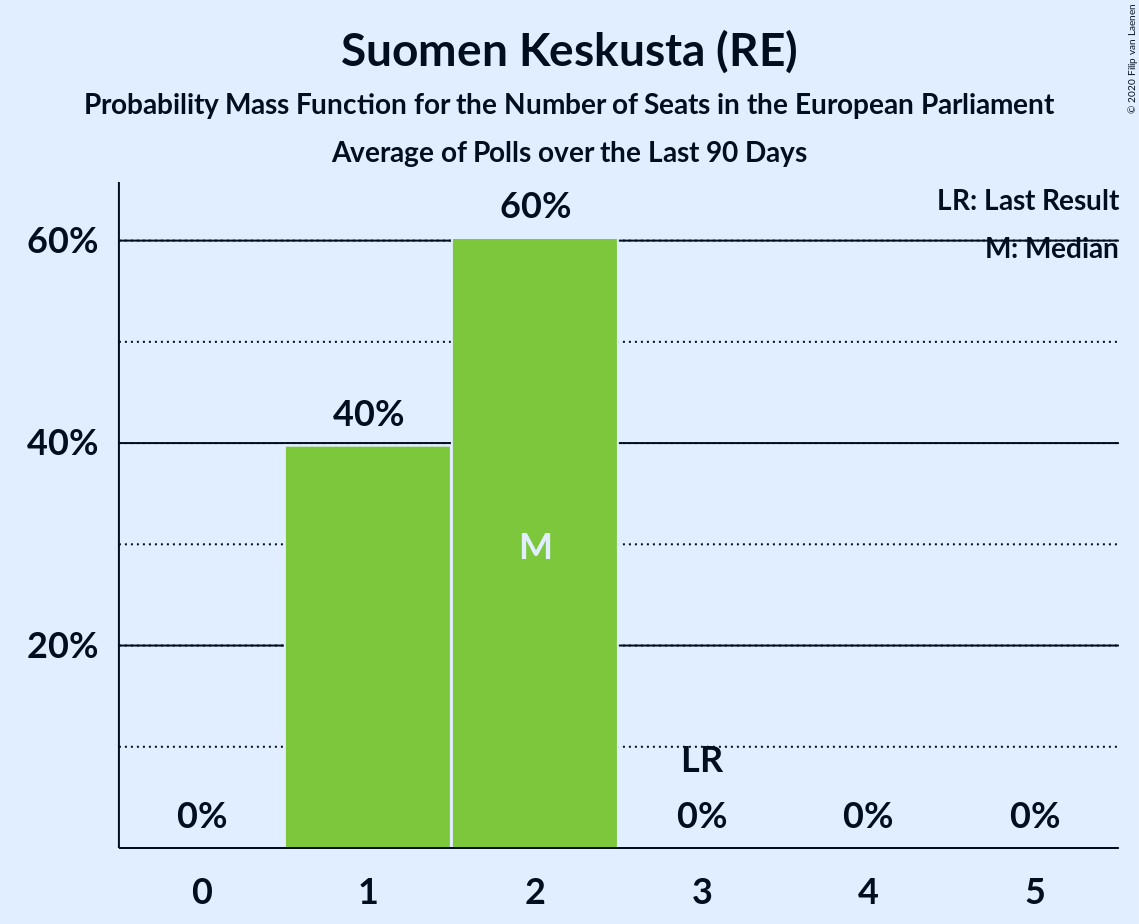 Suomen Keskusta (RE)
Probability Mass Function for the Number of Seats in the European Parliament
Average of Polls over the Last 90 Days
© 2020 Filip van Laenen
LR: Last Result
M: Median
60%
40%
20%
0%
40%
60%
M
LR
0%
0%
0%
0
1
2
3
4
5